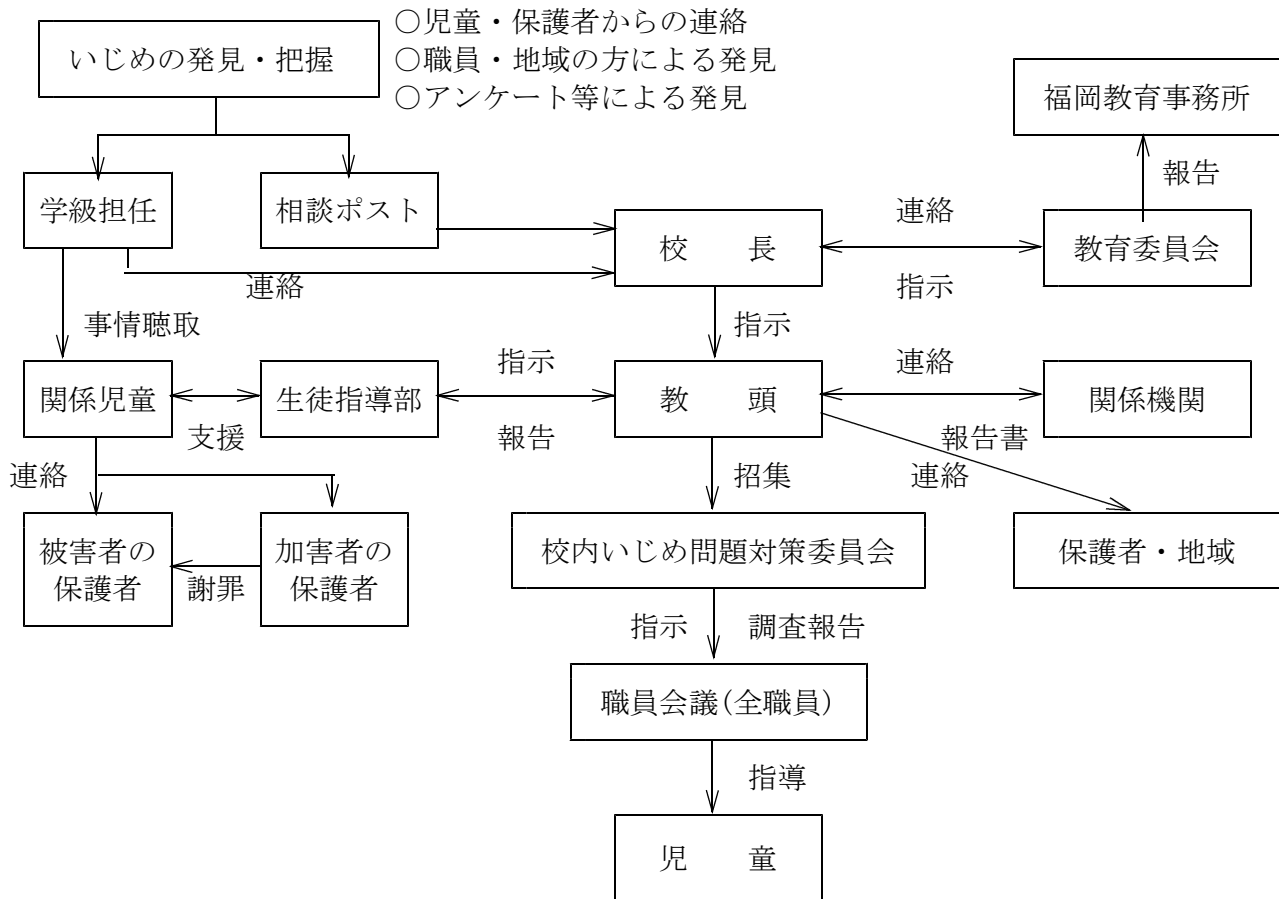 ○児童・保護者からの連絡
いじめの発見・把握
○職員・地域の方による発見
○アンケート等による発見
福岡教育事務所
報告
学級担任
相談ポスト
連絡
校　　長
連絡
指示
教育委員会
事情聴取
指示
関係児童
支援
生徒指導部
指示
報告
教　　頭
連絡
関係機関
報告書
連絡
連絡
招集
被害者の
保護者
謝罪
加害者の
保護者
校内いじめ問題対策委員会
保護者・地域
指示
調査報告
職員会議(全職員)
指導
児　　童